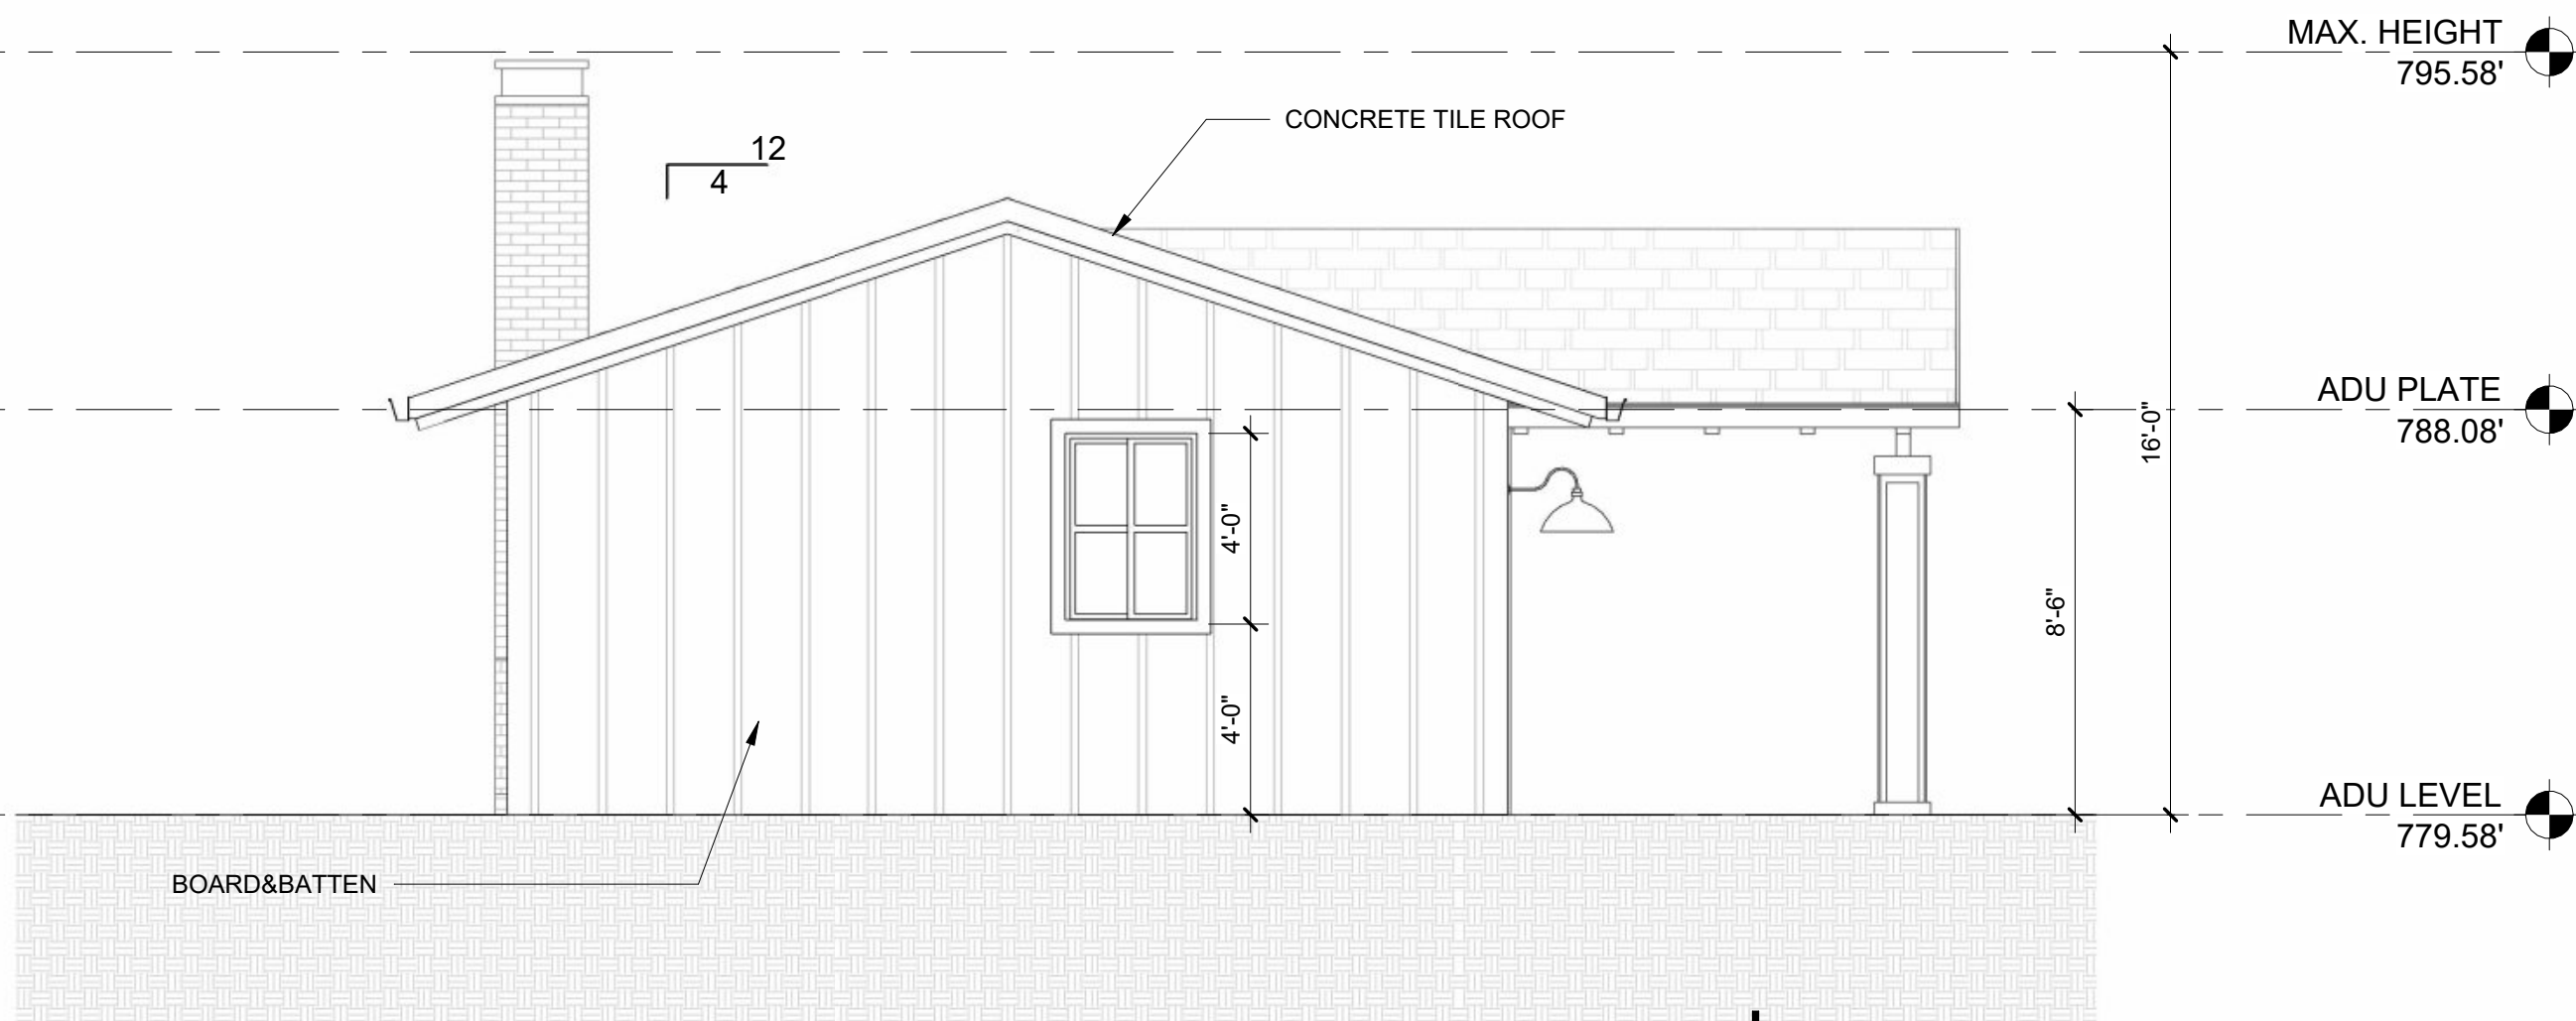 MAX. HEIGHT
795.58'
CONCRETE TILE ROOF
12
4
ADU PLATE
788.08'
16'-0"
4'-0"
8'-6"
4'-0"
ADU LEVEL
779.58'
BOARD&BATTEN